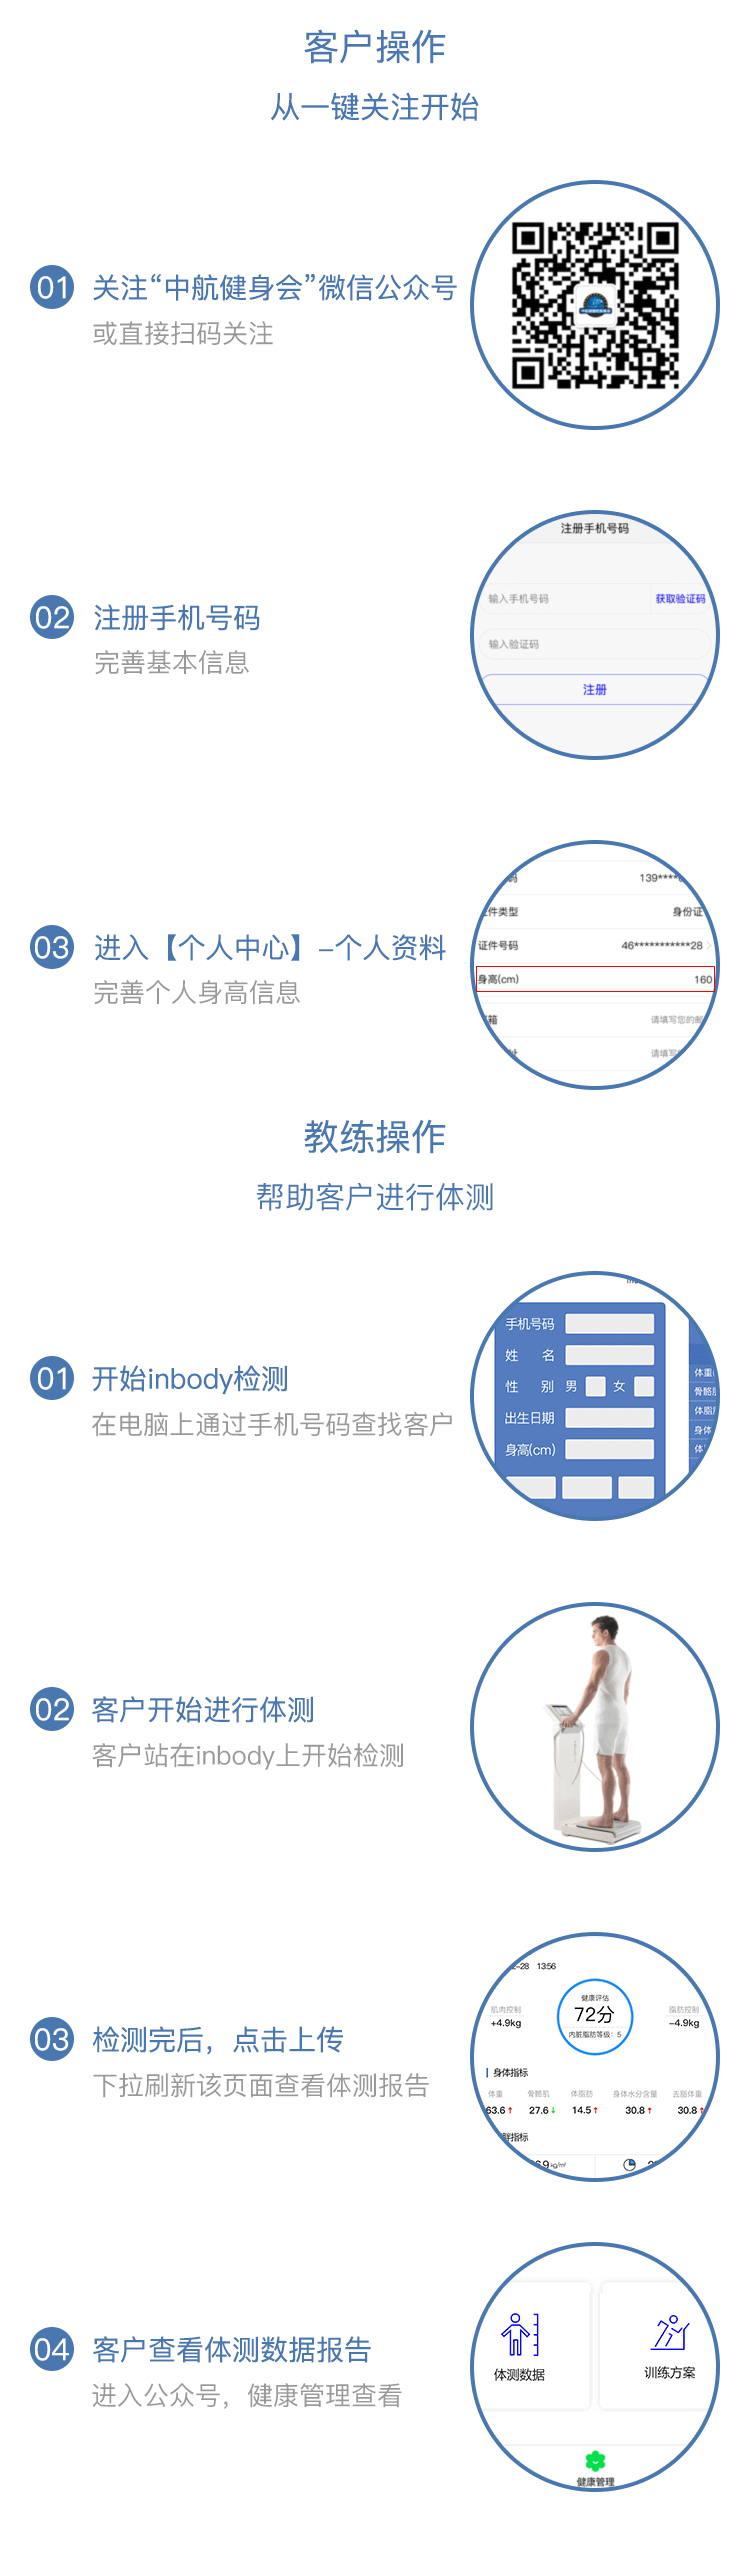 客户操作
从一键关注开始
01 关注“中航健身会”微信公众号
或直接扫码关注
02 注册手机号码
完善基本信息
注册手机号码
输入手机号码 获取验证码
输入验证码
注册
03 进入【个人中心】-个人资料
完善个人身高信息
码 139****
件类型 身份证
证件号码 46***********28
身高(cm) 160
箱 请填写您的邮
址 请填写
教练操作
帮助客户进行体测
01 开始inbody检测
在电脑上通过手机号码查找客户
手机号码
姓 名
性 别 男 女
出生日期
身高(cm)
体重
骨骼肌
体脂肪
身体
体
02 客户开始进行体测
客户站在inbody上开始检测
03 检测完后，点击上传
下拉刷新该页面查看体测报告
2-28 13:56
健康评估
72分
内脏脂肪等级：5
肌肉控制
+4.9kg
脂肪控制
-4.9kg
身体指标
体重 骨骼肌 体脂肪 身体水分含量 去脂体重
63.6↑ 27.6↓ 14.5↑ 30.8↑ 30.8↑
胖指标
6.9 kg/m²
04 客户查看体测数据报告
进入公众号，健康管理查看
体测数据 训练方案
健康管理